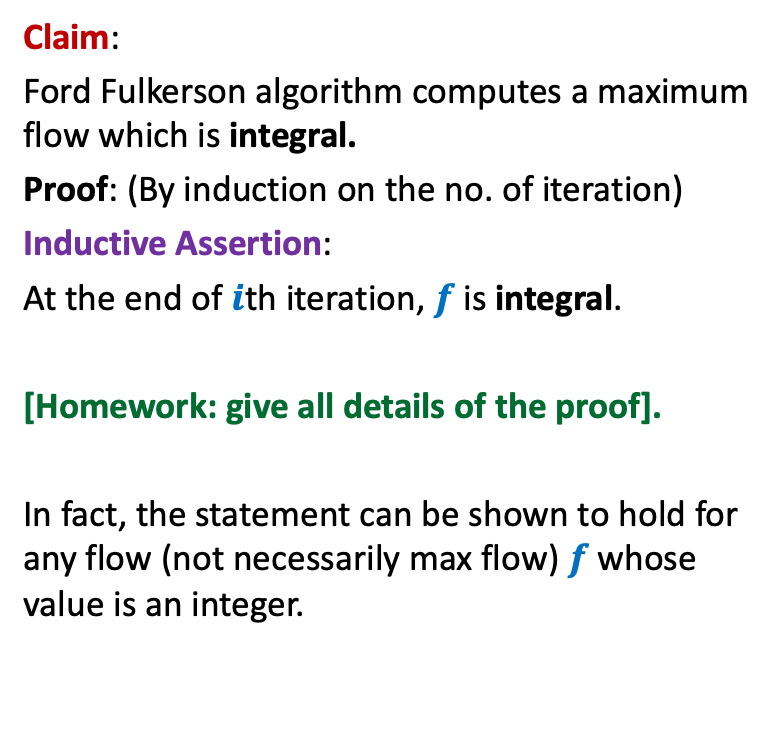 Claim:
Ford Fulkerson algorithm computes a maximum
flow which is integral.
Proof: (By induction on the no. of iteration)
Inductive Assertion:
At the end of ith iteration, f is integral.
[Homework: give all details of the proof].
In fact, the statement can be shown to hold for
any flow (not necessarily max flow) f whose
value is an integer.